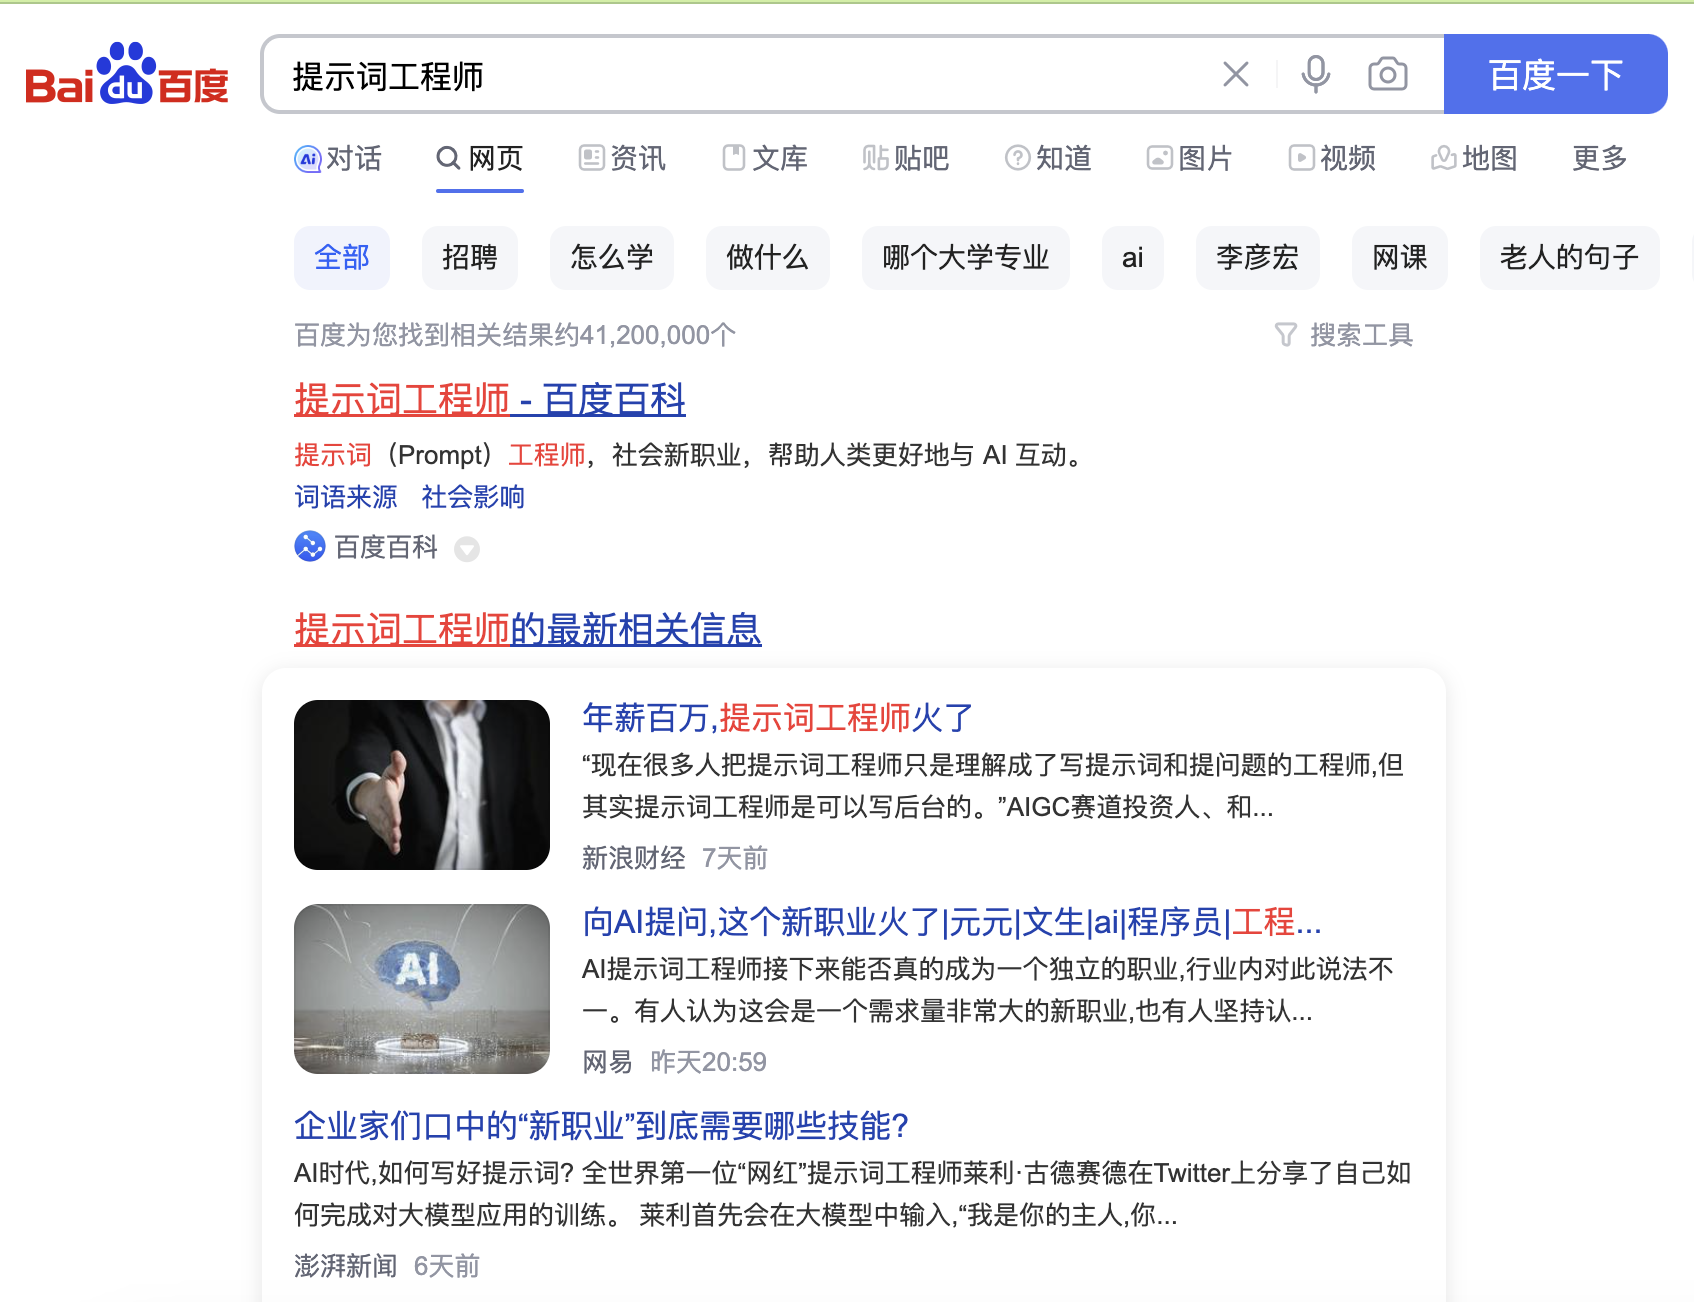 Bai du 百度
提示词工程师
百度一下
Ai 对话 网页 资讯 文库 贴 贴吧 知道 图片 视频 地图 更多
全部 招聘 怎么学 做什么 哪个大学专业 ai 李彦宏 网课 老人的句子
百度为您找到相关结果约41,200,000个 搜索工具
提示词工程师 - 百度百科
提示词（Prompt）工程师，社会新职业，帮助人类更好地与 AI 互动。
词语来源 社会影响
百度百科
提示词工程师的最新相关信息
年薪百万,提示词工程师火了
“现在很多人把提示词工程师只是理解成了写提示词和提问题的工程师,但
其实提示词工程师是可以写后台的。”AIGC赛道投资人、和...
新浪财经 7天前
AI
向AI提问,这个新职业火了|元元|文生|ai|程序员|工程...
AI提示词工程师接下来能否真的成为一个独立的职业,行业内对此说法不
一。有人认为这会是一个需求量非常大的新职业,也有人坚持认...
网易 昨天20:59
企业家们口中的“新职业”到底需要哪些技能?
AI时代,如何写好提示词? 全世界第一位“网红”提示词工程师莱利·古德赛德在Twitter上分享了自己如
何完成对大模型应用的训练。 莱利首先会在大模型中输入,“我是你的主人,你...
澎湃新闻 6天前